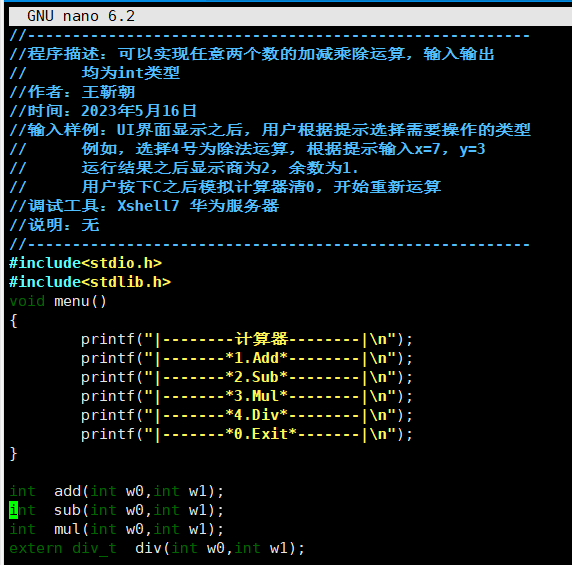 GNU nano 6.2
//--------------------------------------------------------
//程序描述：可以实现任意两个数的加减乘除运算，输入输出
//      均为int类型
//作者：王靳朝
//时间：2023年5月16日
//输入样例：UI界面显示之后，用户根据提示选择需要操作的类型
//      例如，选择4号为除法运算，根据提示输入x=7，y=3
//      运行结果之后显示商为2，余数为1.
//      用户按下C之后模拟计算器清0，开始重新运算
//调试工具：Xshell7 华为服务器
//说明：无
//--------------------------------------------------------
#include<stdio.h>
#include<stdlib.h>
void menu()
{
        printf("|--------计算器--------|\n");
        printf("|-------*1.Add*--------|\n");
        printf("|-------*2.Sub*--------|\n");
        printf("|-------*3.Mul*--------|\n");
        printf("|-------*4.Div*--------|\n");
        printf("|-------*0.Exit*-------|\n");
}
int  add(int w0,int w1);
int  sub(int w0,int w1);
int  mul(int w0,int w1);
extern div_t  div(int w0,int w1);